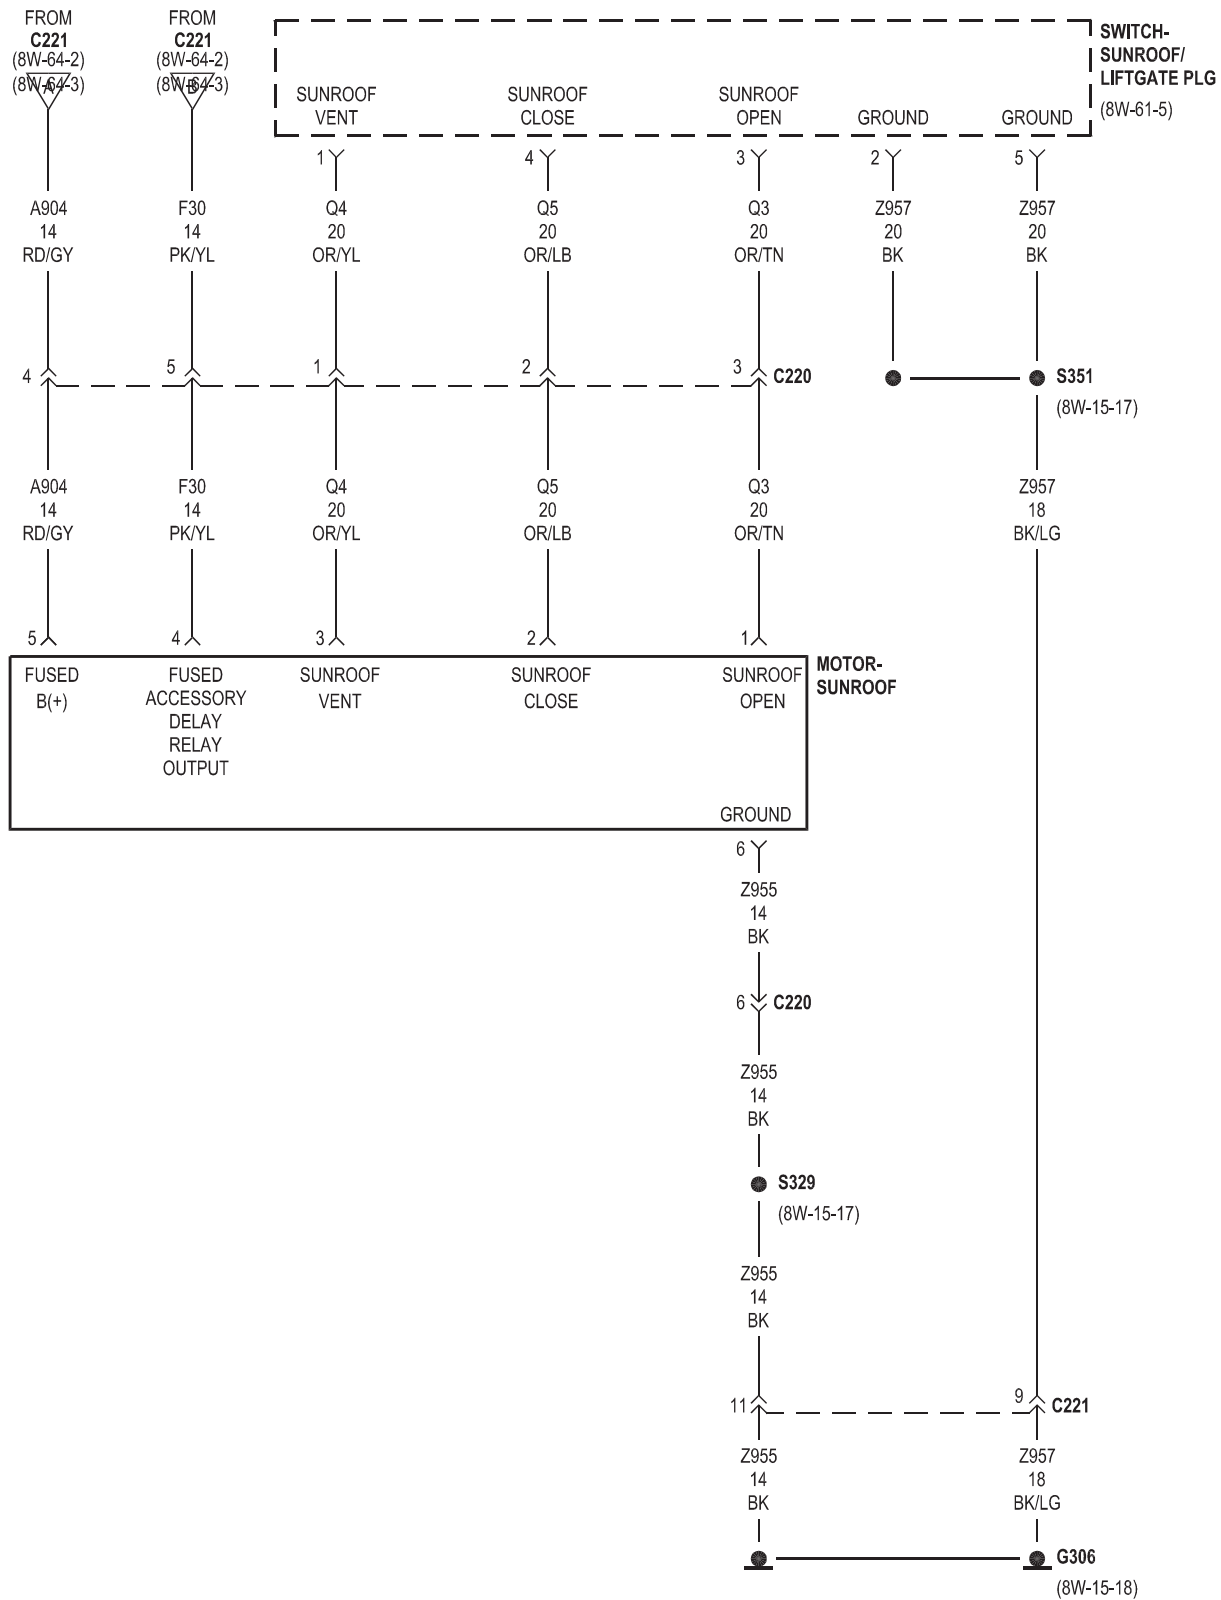 FROM
C221
(8W-64-2)
(8W-64-3)
A
FROM
C221
(8W-64-2)
(8W-64-3)
B
SWITCH-
SUNROOF/
LIFTGATE PLG
(8W-61-5)
SUNROOF
VENT
SUNROOF
CLOSE
SUNROOF
OPEN
GROUND
GROUND
1
4
3
2
5
A904
14
RD/GY
F30
14
PK/YL
Q4
20
OR/YL
Q5
20
OR/LB
Q3
20
OR/TN
Z957
20
BK
Z957
20
BK
4
5
1
2
3
C220
S351
(8W-15-17)
A904
14
RD/GY
F30
14
PK/YL
Q4
20
OR/YL
Q5
20
OR/LB
Q3
20
OR/TN
Z957
18
BK/LG
5
4
3
2
1
FUSED
B(+)
FUSED
ACCESSORY
DELAY
RELAY
OUTPUT
SUNROOF
VENT
SUNROOF
CLOSE
SUNROOF
OPEN
MOTOR-
SUNROOF
GROUND
6
Z955
14
BK
6
C220
Z955
14
BK
S329
(8W-15-17)
Z955
14
BK
11
9
C221
Z955
14
BK
Z957
18
BK/LG
G306
(8W-15-18)